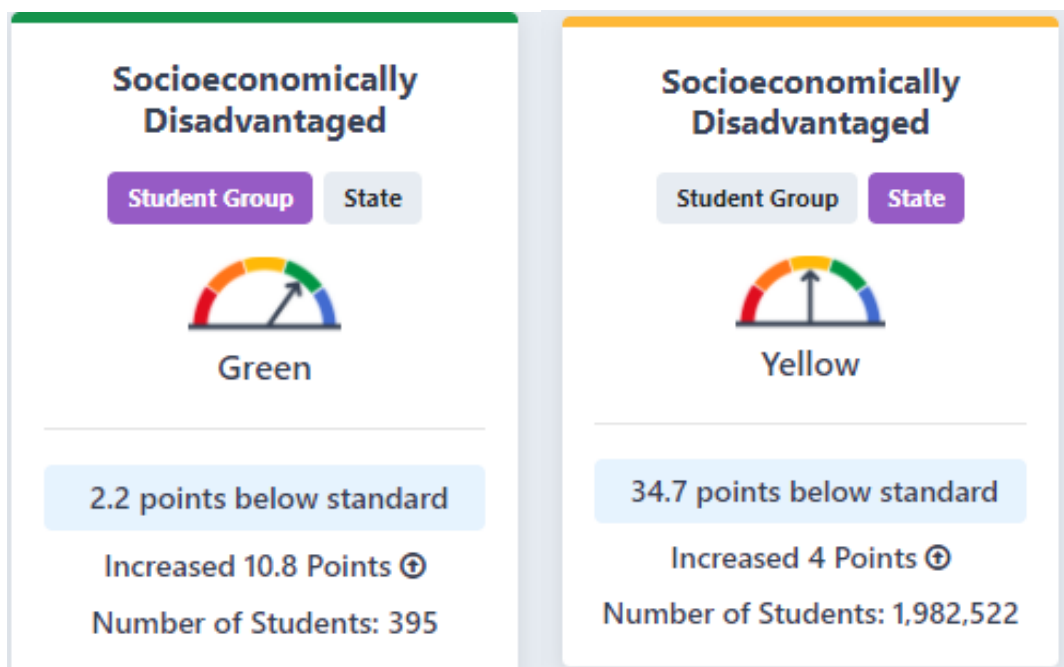 Socioeconomically
Disadvantaged
Student Group State
Green
2.2 points below standard
Increased 10.8 Points
Number of Students: 395
Socioeconomically
Disadvantaged
Student Group State
Yellow
34.7 points below standard
Increased 4 Points
Number of Students: 1,982,522